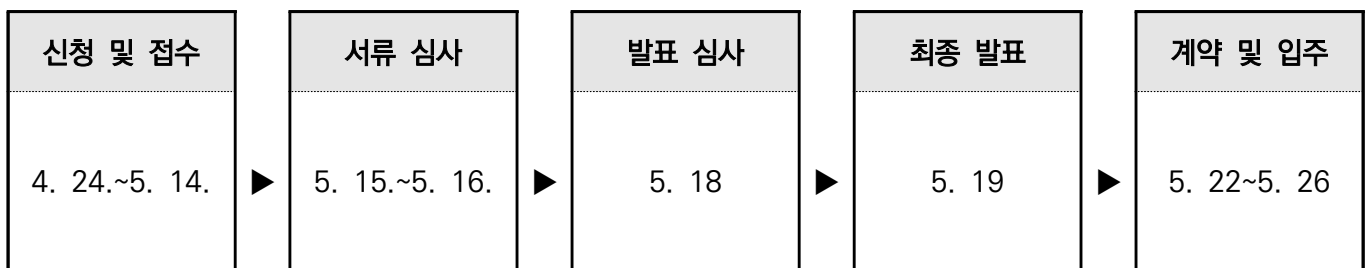 신청 및 접수
4. 24.~5. 14.
▶
서류 심사
5. 15.~5. 16.
▶
발표 심사
5. 18
▶
최종 발표
5. 19
▶
계약 및 입주
5. 22~5. 26